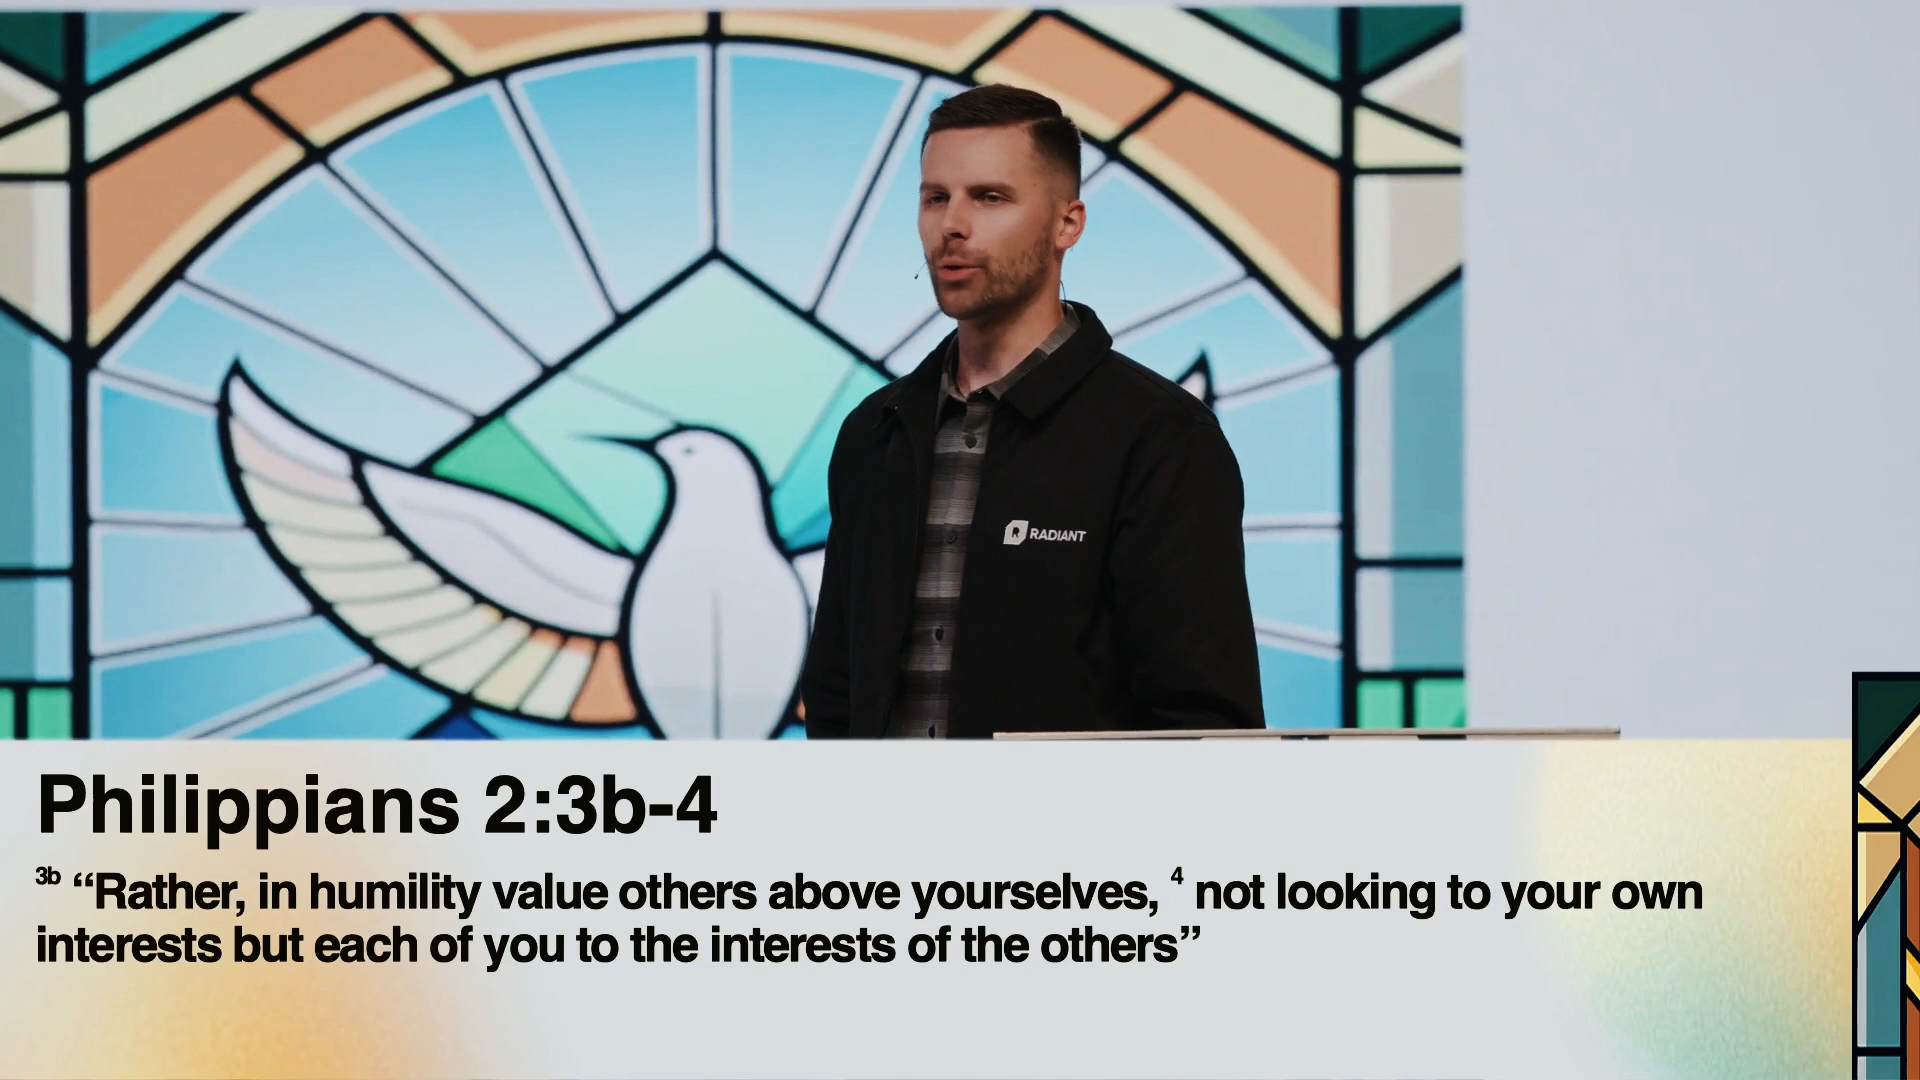 R RADIANT
Philippians 2:3b-4
3b “Rather, in humility value others above yourselves, 4 not looking to your own
interests but each of you to the interests of the others”